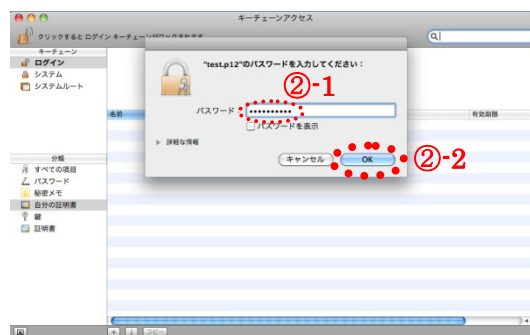 キーチェーンアクセス
クリックするとログイン キーチェーンがロックされます。
キーチェーン
ログイン
システム
システムルート
"test.p12"のパスワードを入力してください：
②-1
パスワード：
パスワードを表示
詳細な情報
キャンセル
OK
②-2
名前
有効期限
分類
すべての項目
パスワード
秘密メモ
自分の証明書
鍵
証明書
+
i
コピー